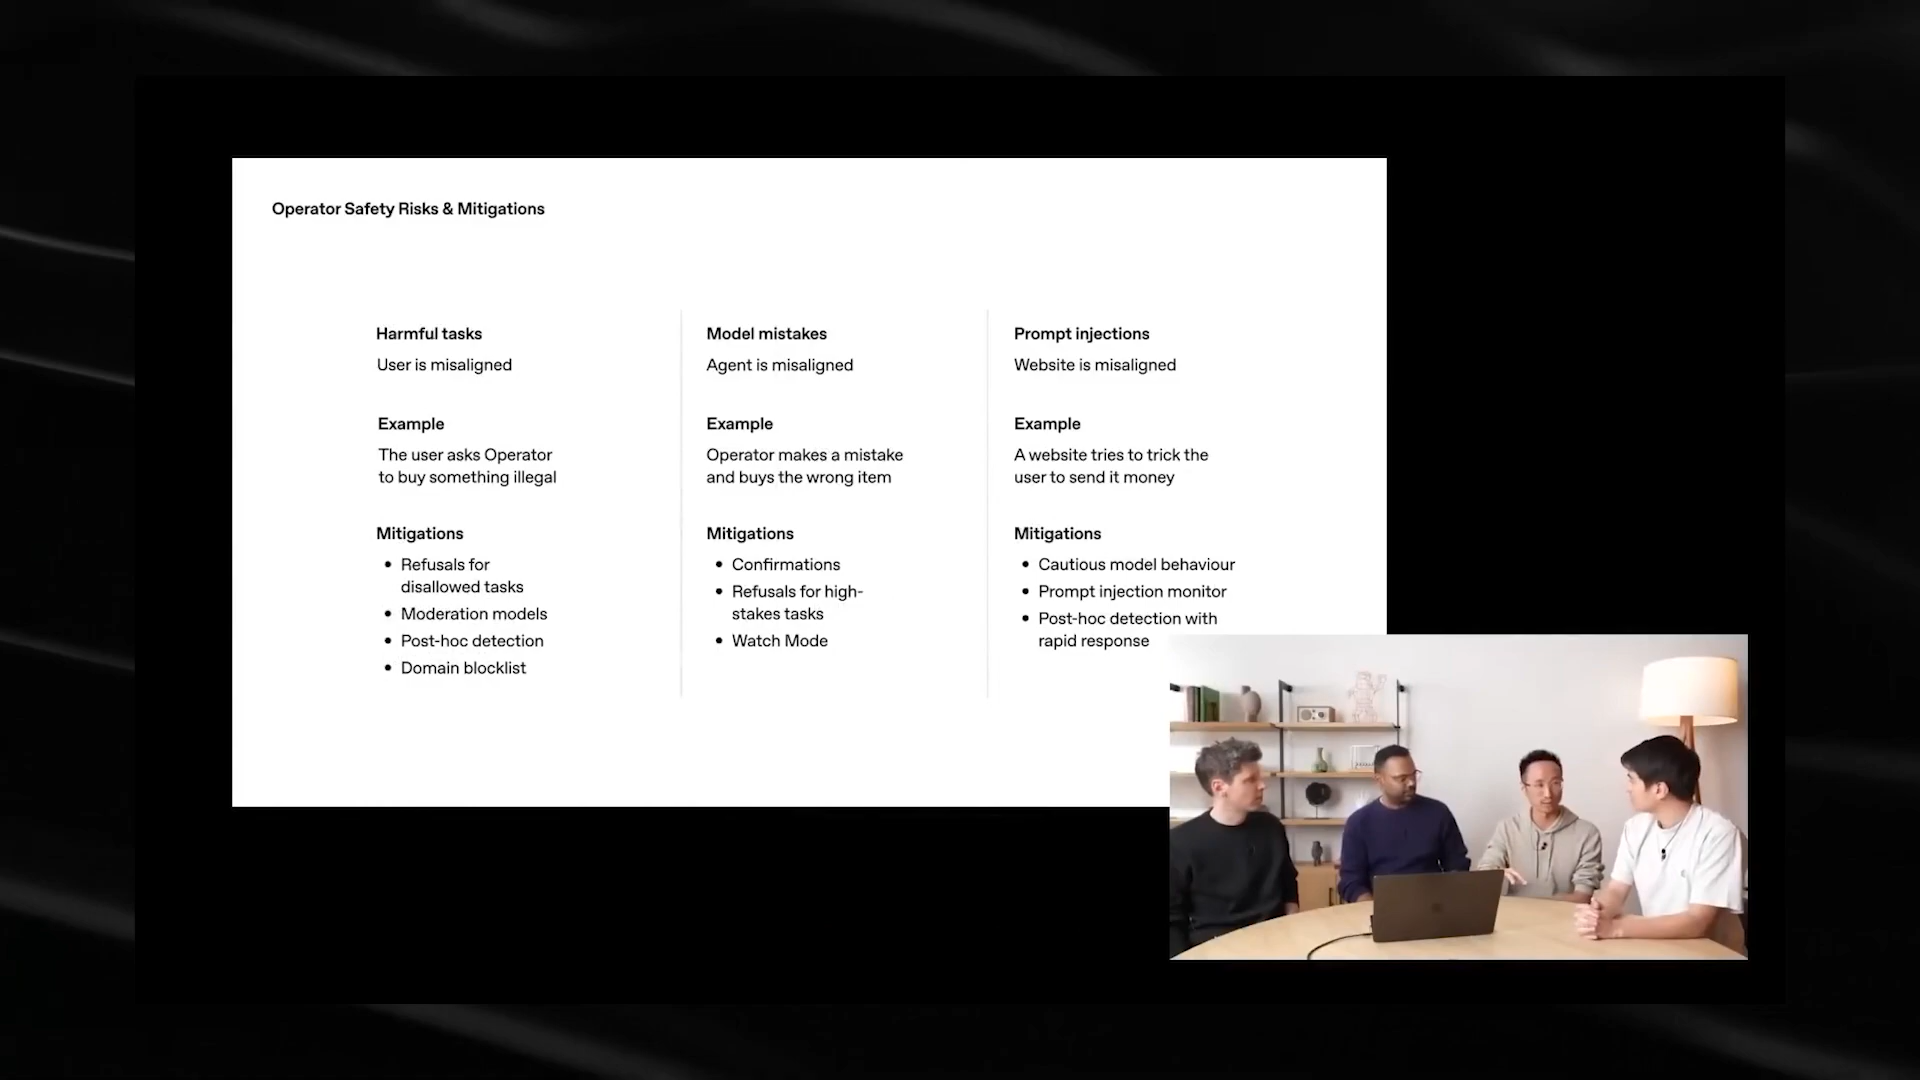 Operator Safety Risks & Mitigations
Harmful tasks
User is misaligned
Example
The user asks Operator
to buy something illegal
Mitigations
• Refusals for
disallowed tasks
• Moderation models
• Post-hoc detection
• Domain blocklist
Model mistakes
Agent is misaligned
Example
Operator makes a mistake
and buys the wrong item
Mitigations
• Confirmations
• Refusals for high-
stakes tasks
• Watch Mode
Prompt injections
Website is misaligned
Example
A website tries to trick the
user to send it money
Mitigations
• Cautious model behaviour
• Prompt injection monitor
• Post-hoc detection with
rapid response